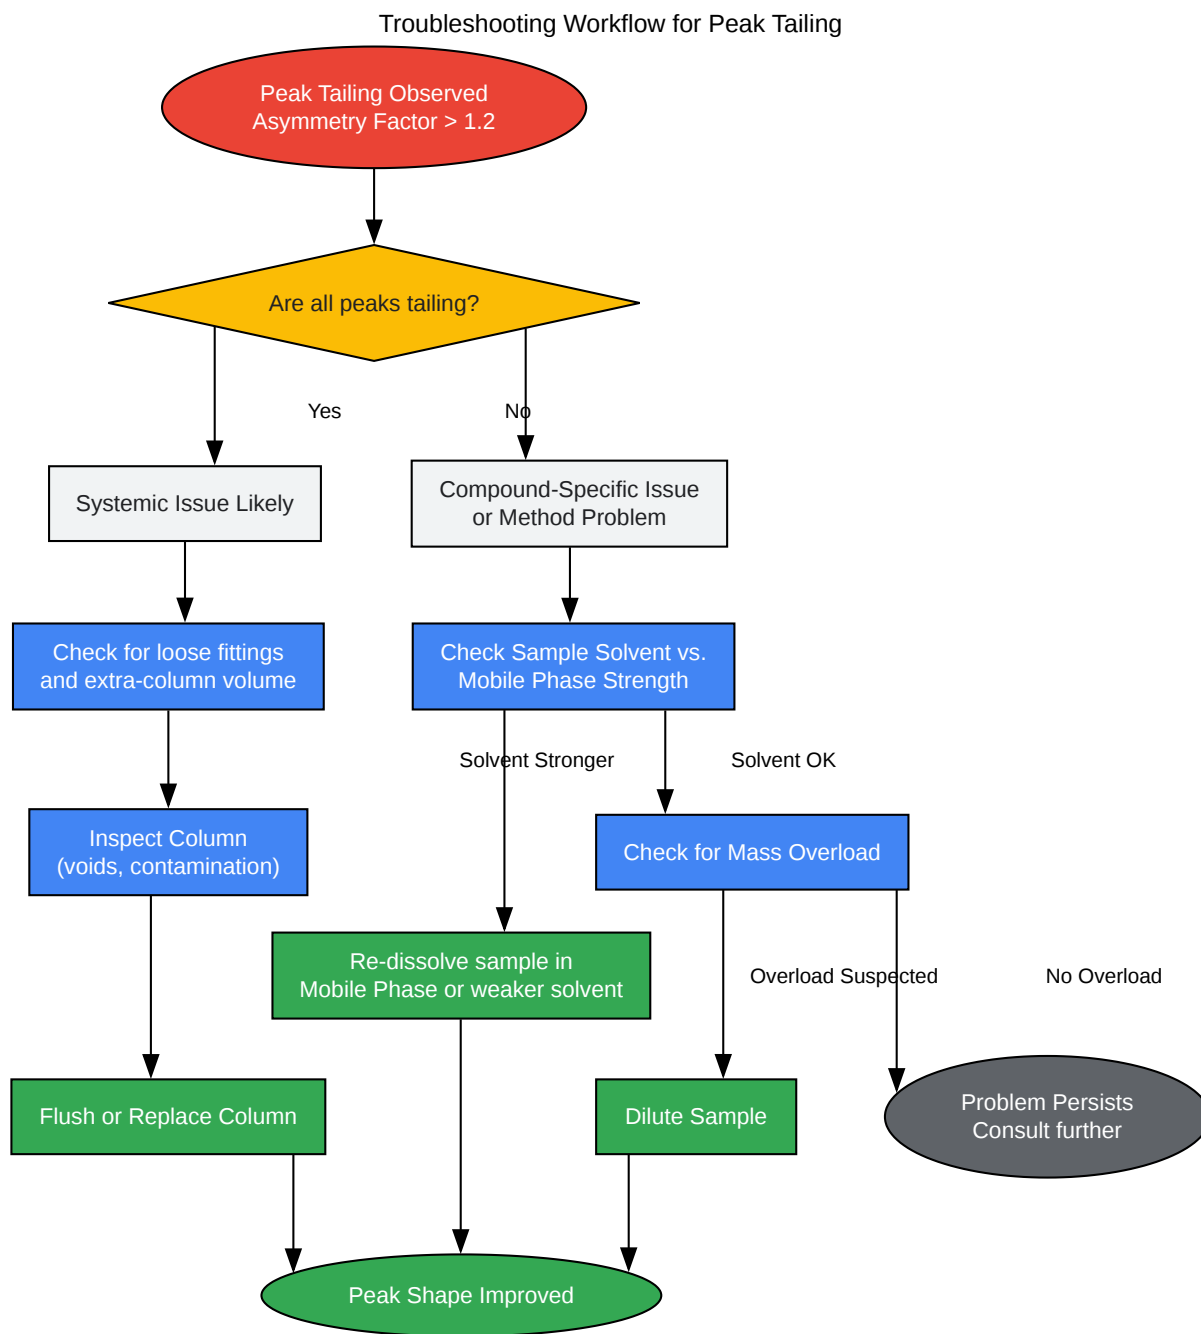 Troubleshooting Workflow for Peak Tailing
Peak Tailing Observed
Asymmetry Factor > 1.2
Are all peaks tailing?
Yes
No
Systemic Issue Likely
Compound-Specific Issue
or Method Problem
Check for loose fittings
and extra-column volume
Check Sample Solvent vs.
Mobile Phase Strength
Solvent Stronger
Solvent OK
Inspect Column
(voids, contamination)
Check for Mass Overload
Re-dissolve sample in
Mobile Phase or weaker solvent
Overload Suspected
No Overload
Flush or Replace Column
Dilute Sample
Problem Persists
Consult further
Peak Shape Improved